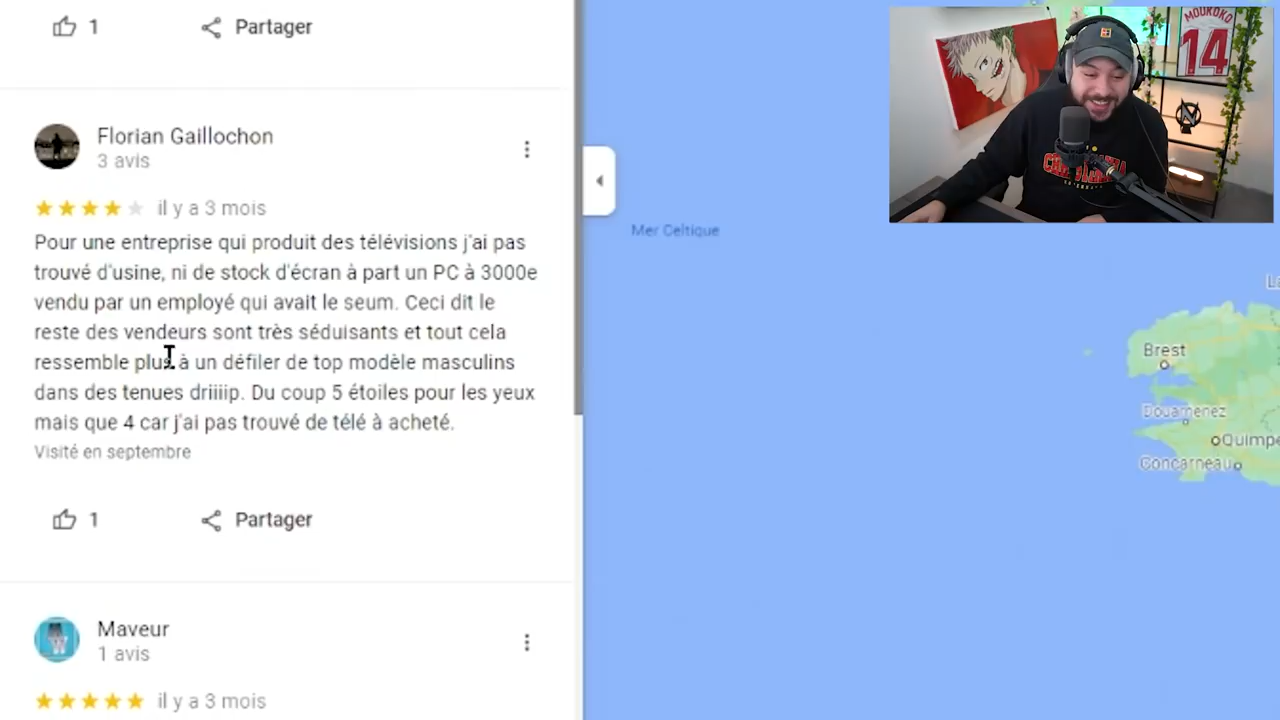 1 Partager
Florian Gaillochon
3 avis
il y a 3 mois
Pour une entreprise qui produit des télévisions j'ai pas
trouvé d'usine, ni de stock d'écran à part un PC à 3000e
vendu par un employé qui avait le seum. Ceci dit le
reste des vendeurs sont très séduisants et tout cela
ressemble plus à un défiler de top modèle masculins
dans des tenues driiiip. Du coup 5 étoiles pour les yeux
mais que 4 car j'ai pas trouvé de télé à acheté.
Visité en septembre
1 Partager
Maveur
1 avis
il y a 3 mois
Mer Celtique
Brest
Douarnenez
Quimpe
Concarneau
La
MOUKOKO
14